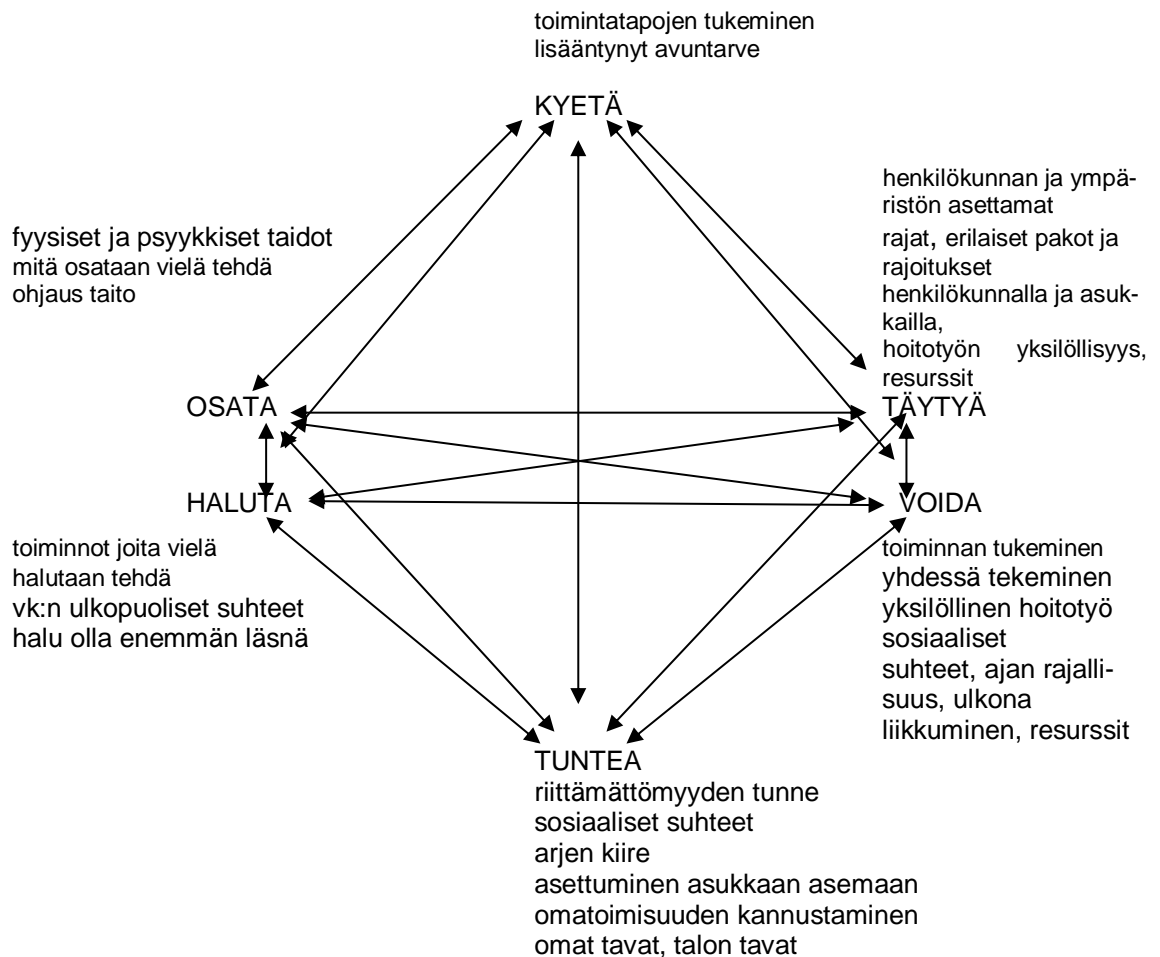 toimintatapojen tukeminen
lisääntynyt avuntarve
KYETÄ
henkilökunnan ja ympä-
ristön asettamat
rajat, erilaiset pakot ja
rajoitukset
henkilökunnalla ja asuk-
kailla,
hoitotyön yksilöllisyys,
resurssit
fyysiset ja psyykkiset taidot
mitä osataan vielä tehdä
ohjaus taito
OSATA
TÄYTYÄ
HALUTA
VOIDA
toiminnot joita vielä
halutaan tehdä
vk:n ulkopuoliset suhteet
halu olla enemmän läsnä
toiminnan tukeminen
yhdessä tekeminen
yksilöllinen hoitotyö
sosiaaliset
suhteet, ajan rajalli-
suus, ulkona
liikkuminen, resurssit
TUNTEA
riittämättömyyden tunne
sosiaaliset suhteet
arjen kiire
asettuminen asukkaan asemaan
omatoimisuuden kannustaminen
omat tavat, talon tavat